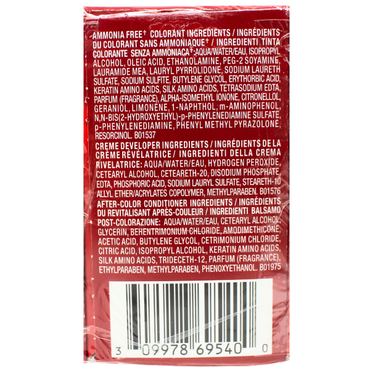 AMMONIA FREE† COLORANT INGREDIENTS / INGRÉDIENTS
DU COLORANT SANS AMMONIAQUE† / INGREDIENTI TINTA
COLORANTE SENZA AMMONIACA†: AQUA/WATER/EAU, ISOPROPYL
ALCOHOL, OLEIC ACID, ETHANOLAMINE, PEG-2 SOYAMINE,
LAURAMIDE MEA, LAURYL PYRROLIDONE, SODIUM LAURETH
SULFATE, SODIUM SULFITE, BUTYLENE GLYCOL, ERYTHORBIC ACID,
KERATIN AMINO ACIDS, SILK AMINO ACIDS, TETRASODIUM EDTA,
PARFUM (FRAGRANCE), ALPHA-ISOMETHYL IONONE, CITRONELLOL,
GERANIOL, LIMONENE, 1-NAPHTHOL, m-AMINOPHENOL,
N,N-BIS(2-HYDROXYETHYL)-p-PHENYLENEDIAMINE SULFATE,
p-PHENYLENEDIAMINE, PHENYL METHYL PYRAZOLONE,
RESORCINOL. B01537
CREME DEVELOPER INGREDIENTS / INGRÉDIENTS DE LA
CRÈME RÉVÉLATRICE / INGREDIENTI DELLA CREMA
RIVELATRICE: AQUA/WATER/EAU, HYDROGEN PEROXIDE,
CETEARYL ALCOHOL, CETEARETH-20, DISODIUM PHOSPHATE,
EDTA, PHOSPHORIC ACID, SODIUM LAURYL SULFATE, STEARETH-10
ALLYL ETHER/ACRYLATES COPOLYMER, METHYLPARABEN. B01576
AFTER-COLOR CONDITIONER INGREDIENTS / INGRÉDIENTS
DU REVITALISANT APRÈS-COULEUR / INGREDIENTI BALSAMO
POST-COLORAZIONE: AQUA/WATER/EAU, CETEARYL ALCOHOL,
GLYCERIN, BEHENTRIMONIUM CHLORIDE, AMODIMETHICONE,
ACETIC ACID, BUTYLENE GLYCOL, CETRIMONIUM CHLORIDE,
CITRIC ACID, ISOPROPYL ALCOHOL, KERATIN AMINO ACIDS,
SILK AMINO ACIDS, TRIDECETH-12, PARFUM (FRAGRANCE),
ETHYLPARABEN, METHYLPARABEN, PHENOXYETHANOL. B01975
3 09978 69540 0